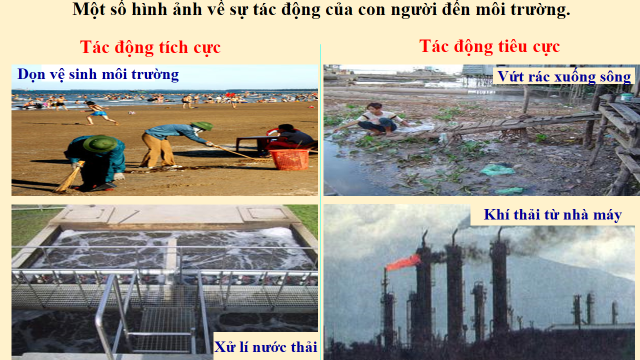 Một số hình ảnh về sự tác động của con người đến môi trường.
Tác động tích cực
Tác động tiêu cực
Dọn vệ sinh môi trường
Vứt rác xuống sông
Khí thải từ nhà máy
Xử lí nước thải